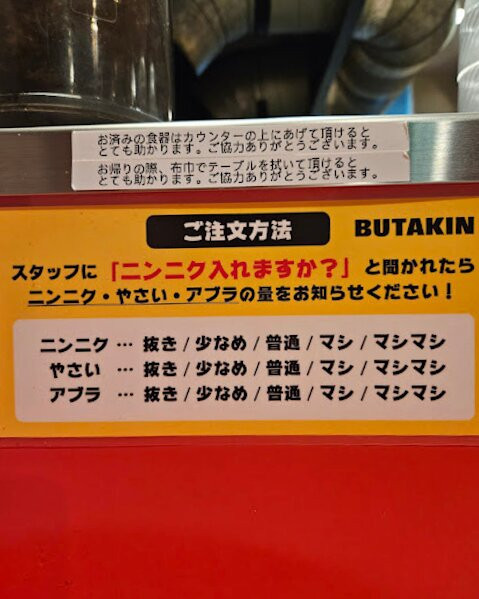 お済みの食器はカウンターの上にあげて頂けると
とても助かります。ご協力ありがとうございます。
お帰りの際、布巾でテーブルを拭いて頂けると
とても助かります。ご協力ありがとうございます。
ご注文方法 BUTAKIN
スタッフに「ニンニク入れますか?」と聞かれたら
ニンニク・やさい・アブラの量をお知らせください!
ニンニク … 抜き / 少なめ / 普通 / マシ / マシマシ
やさい … 抜き / 少なめ / 普通 / マシ / マシマシ
アブラ … 抜き / 少なめ / 普通 / マシ / マシマシ